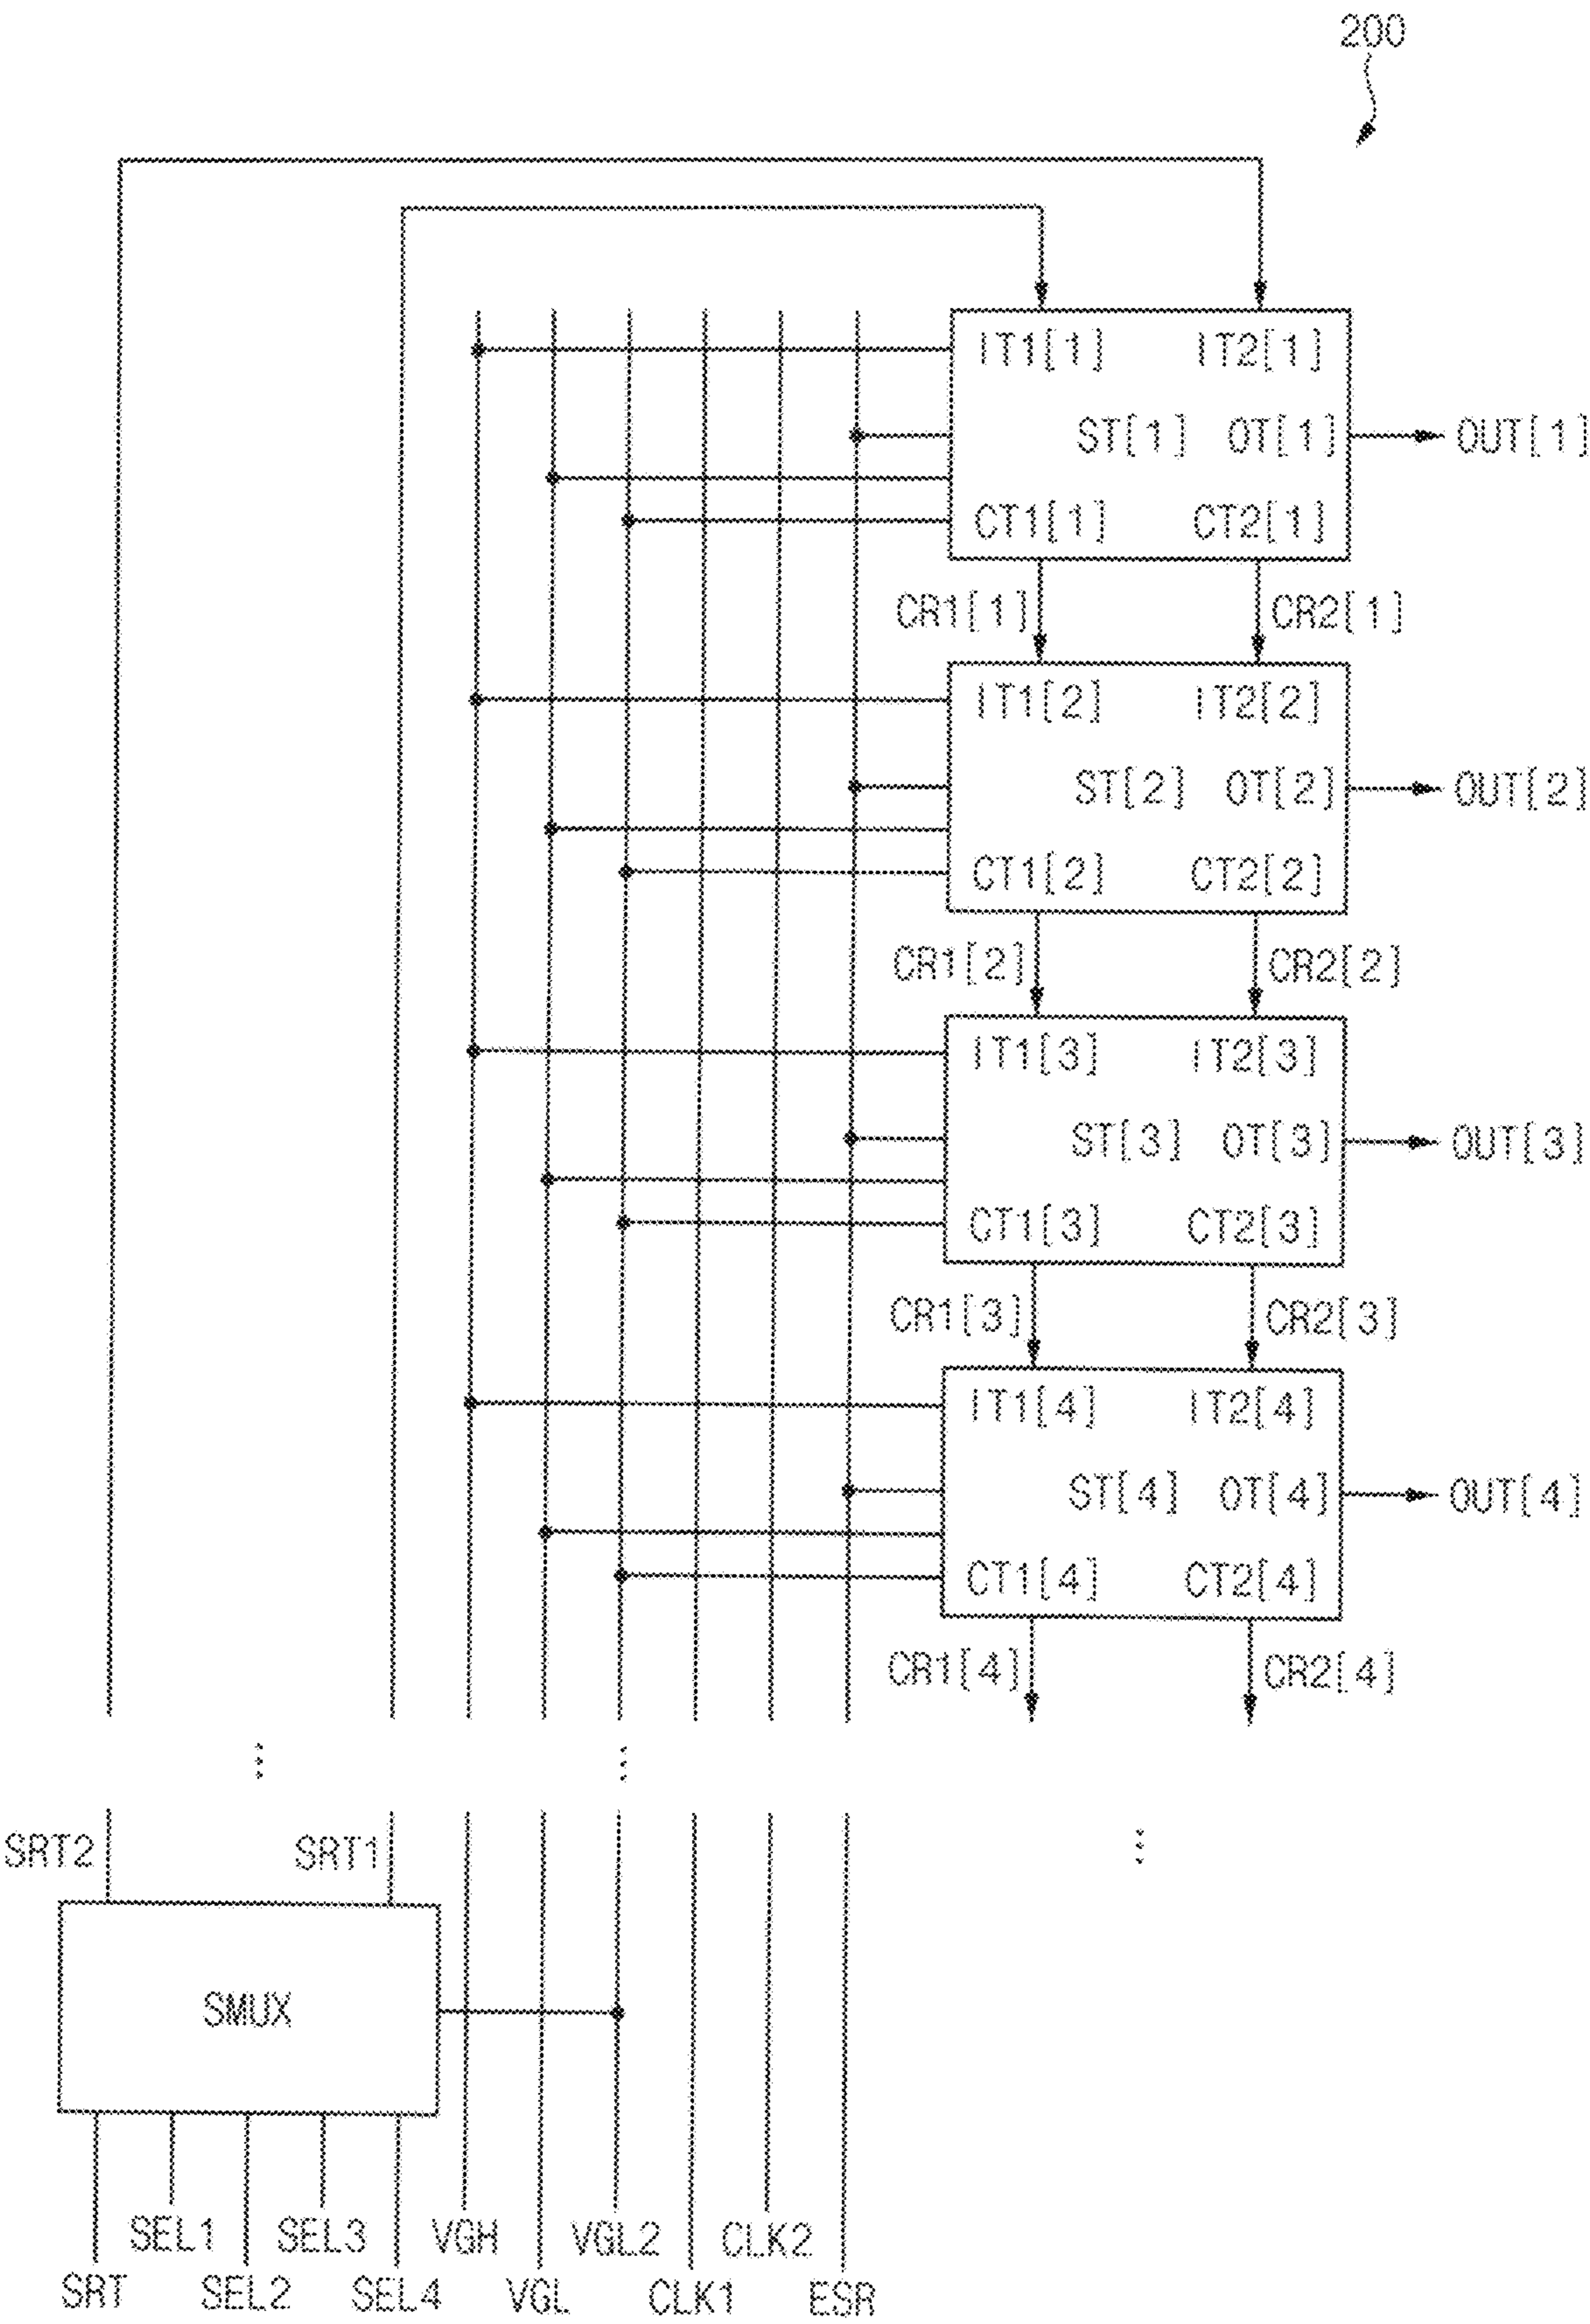 200
IT1[1] IT2[1]
ST[1] OT[1] OUT[1]
CT1[1] CT2[1]
CR1[1] CR2[1]
IT1[2] IT2[2]
ST[2] OT[2] OUT[2]
CT1[2] CT2[2]
CR1[2] CR2[2]
IT1[3] IT2[3]
ST[3] OT[3] OUT[3]
CT1[3] CT2[3]
CR1[3] CR2[3]
IT1[4] IT2[4]
ST[4] OT[4] OUT[4]
CT1[4] CT2[4]
CR1[4] CR2[4]
SRT2 SRT1
SMUX
SEL1 SEL3 VGH VGL2 CLK2
SRT SEL2 SEL4 VGL CLK1 ESR